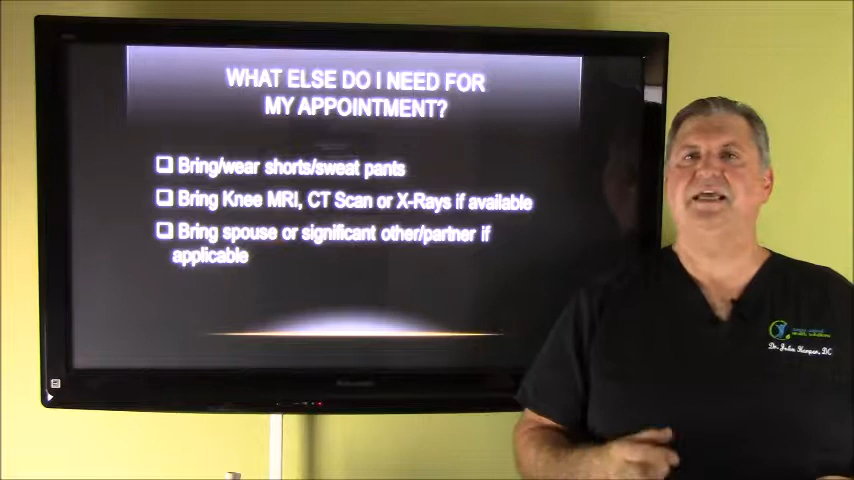 WHAT ELSE DO I NEED FOR
MY APPOINTMENT?
Bring/wear shorts/sweat pants
Bring Knee MRI, CT Scan or X-Rays if available
Bring spouse or significant other/partner if
applicable